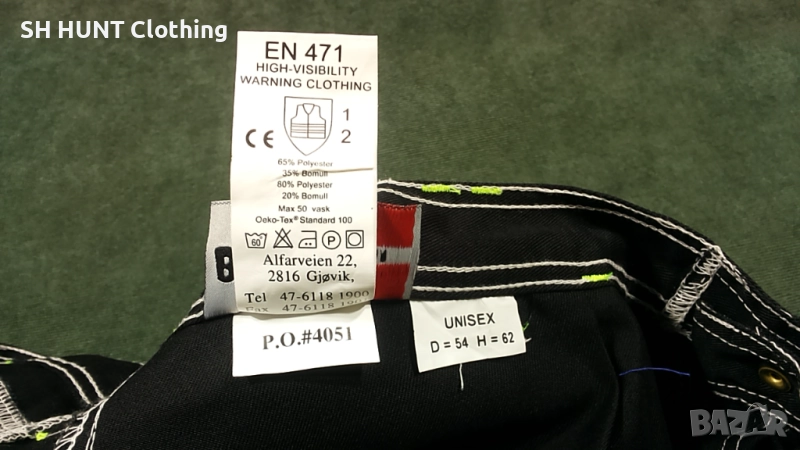 SH HUNT Clothing
EN 471
HIGH-VISIBILITY
WARNING CLOTHING
1
2
CE
65% Polyester
35% Bomull
80% Polyester
20% Bomull
Max 50 vask
Oeko-Tex® Standard 100
60 P
B
Alfarveien 22,
2816 Gjøvik,
Tel 47-6118 1900
Fax 47-6118
P.O.#4051
UNISEX
D = 54 H = 62
BAZAR